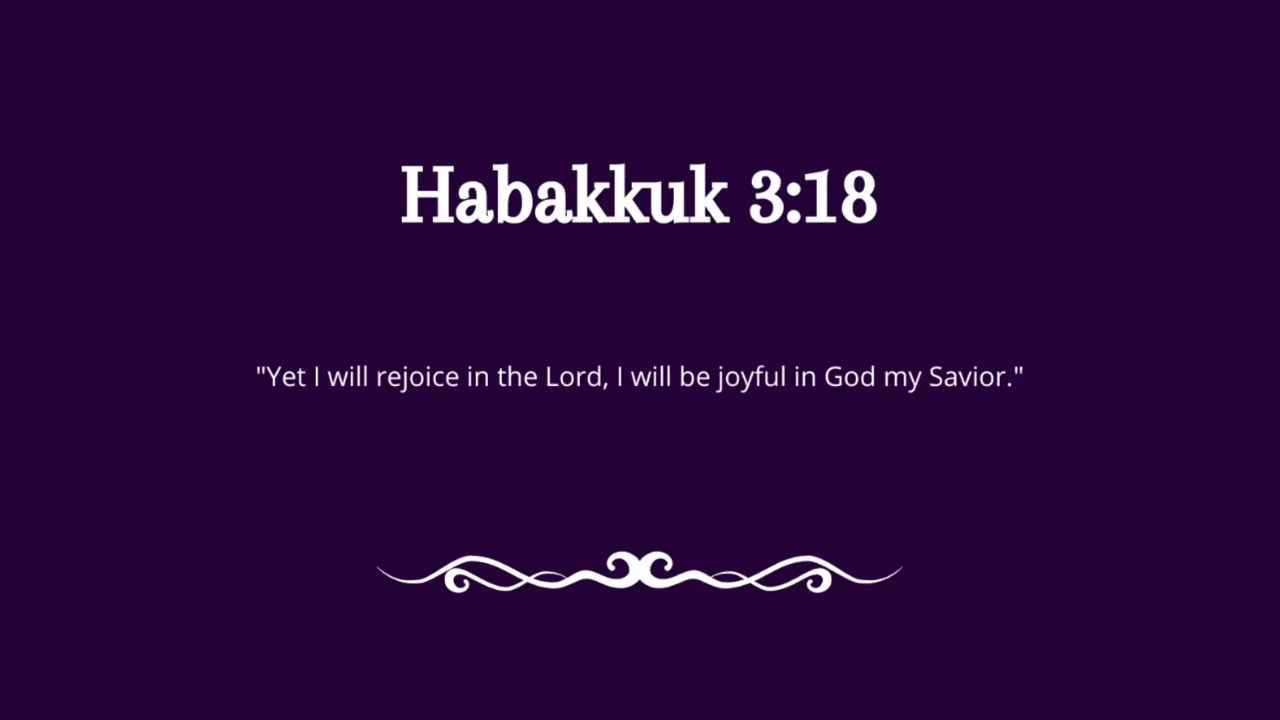 Habakkuk 3:18
"Yet I will rejoice in the Lord, I will be joyful in God my Savior."